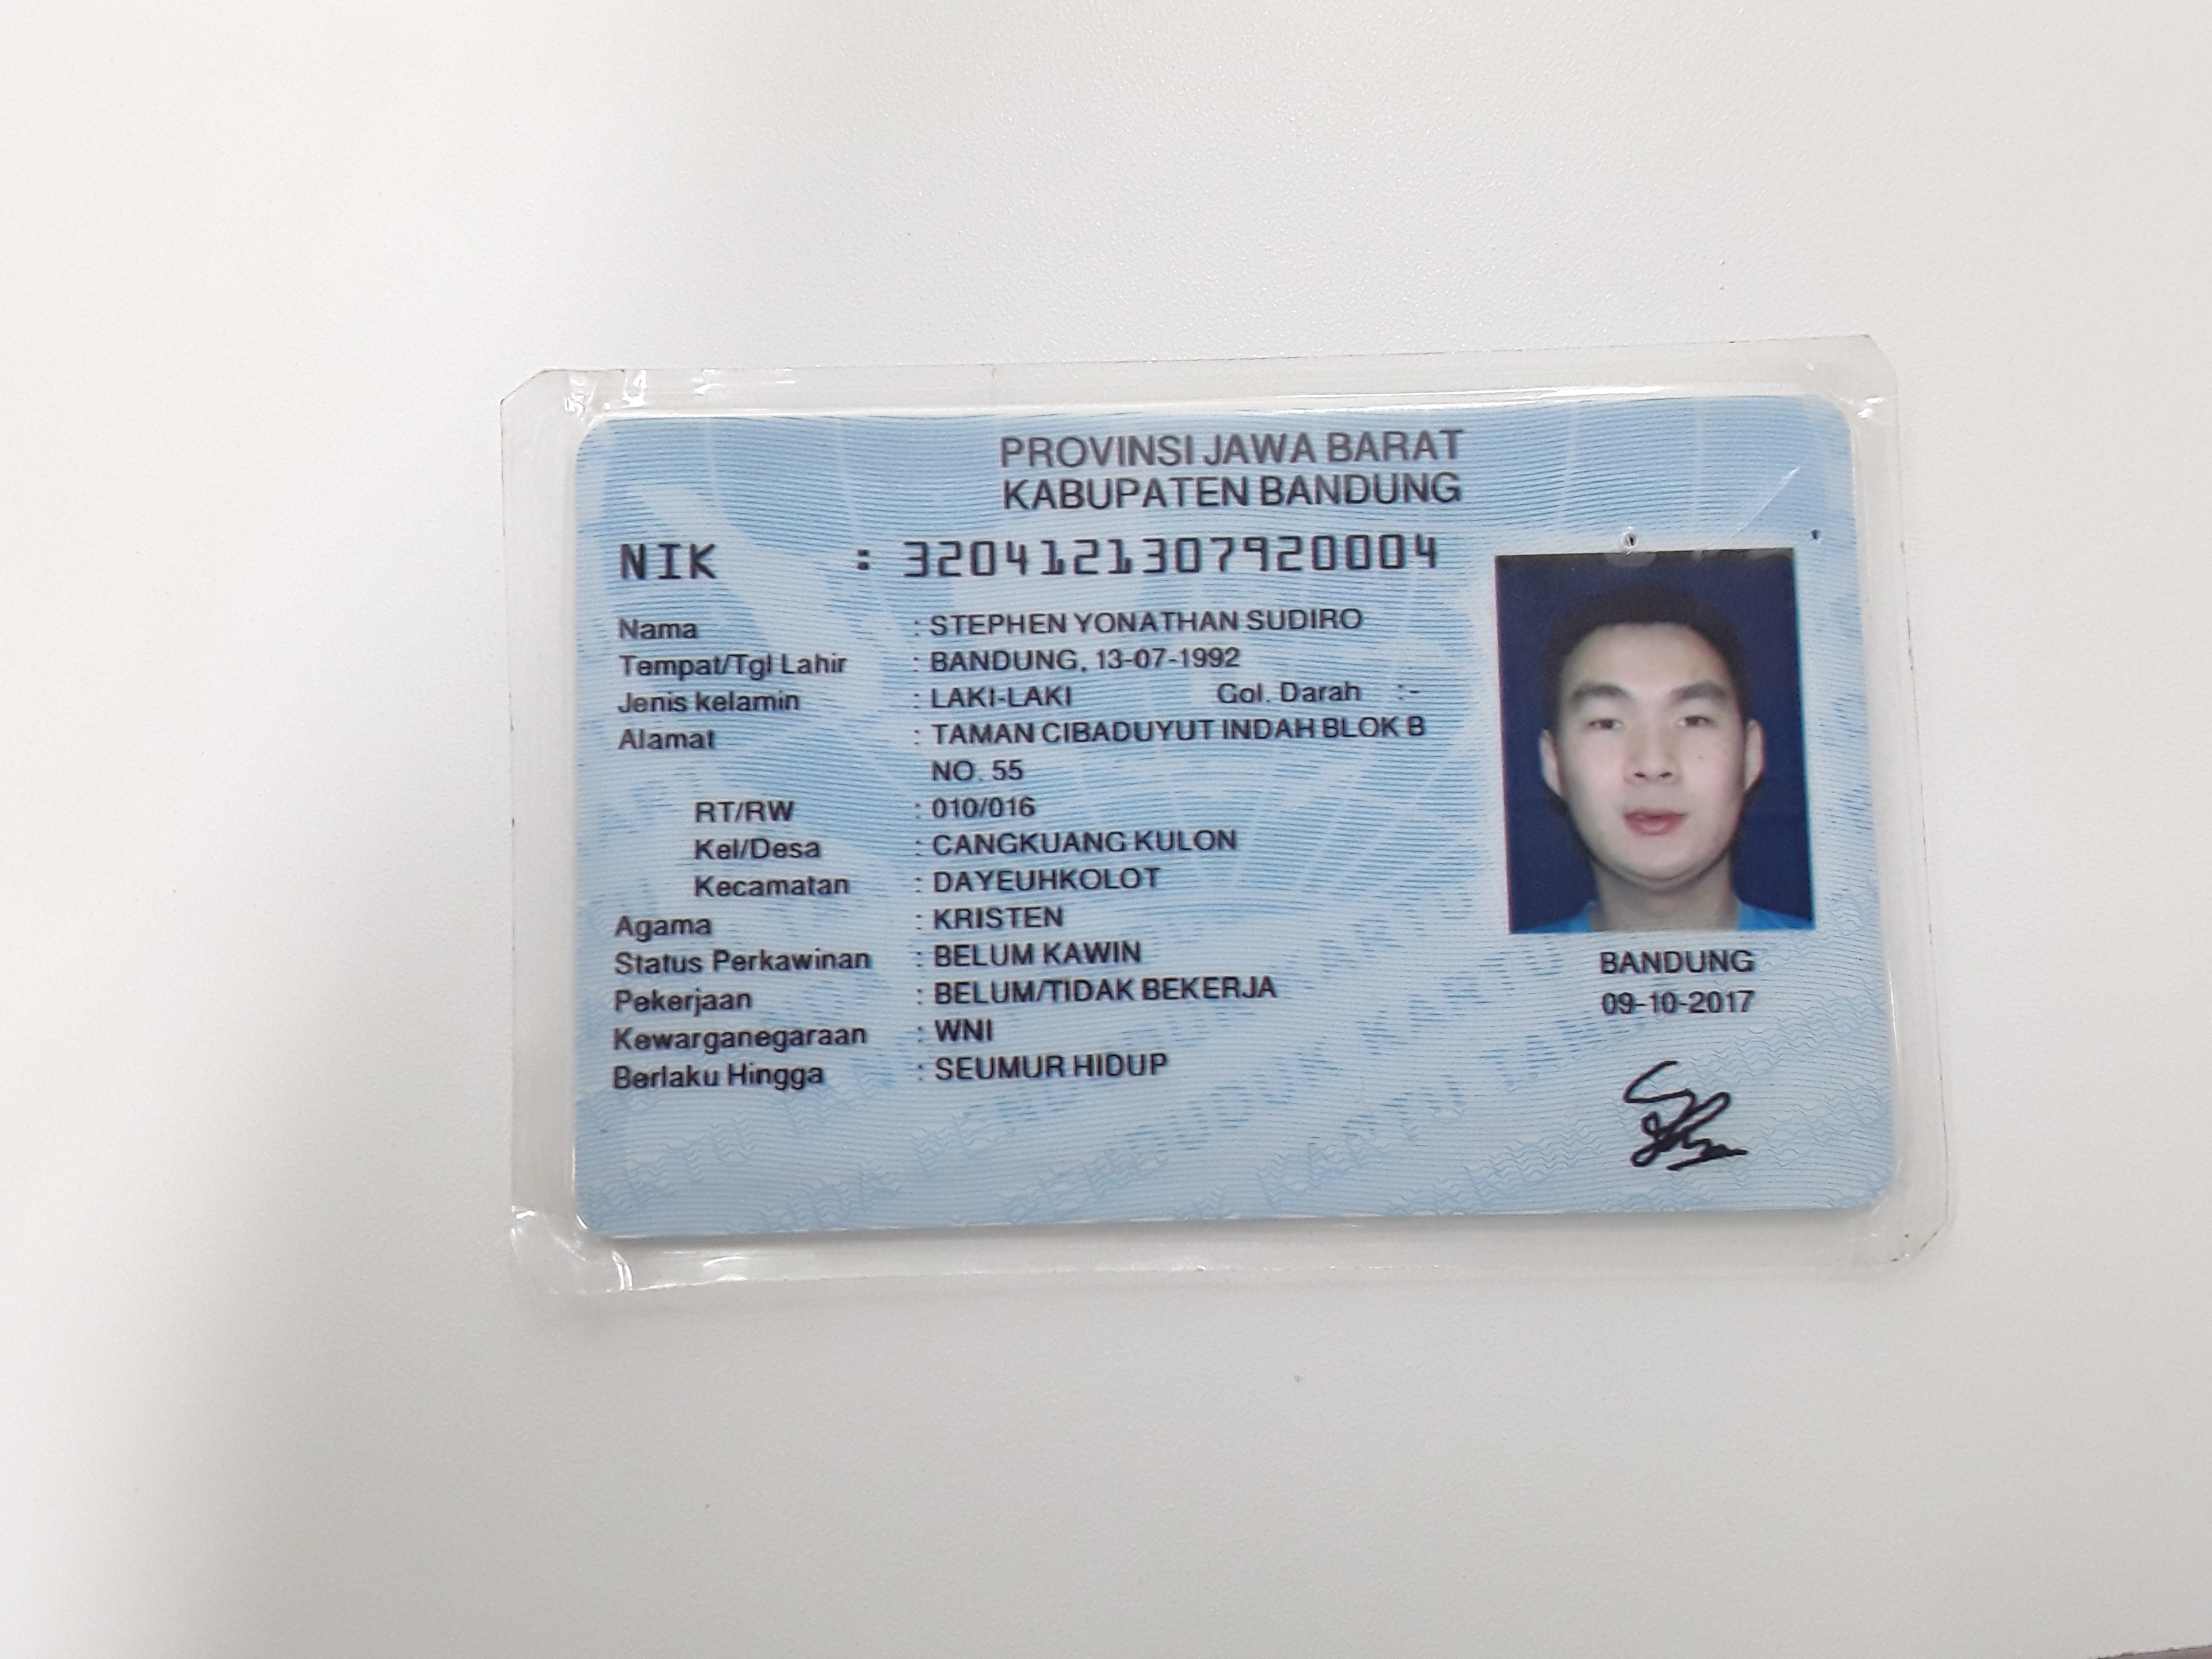 PROVINSI JAWA BARAT
KABUPATEN BANDUNG
NIK : 3204121307920004
Nama : STEPHEN YONATHAN SUDIRO
Tempat/Tgl Lahir : BANDUNG, 13-07-1992
Jenis kelamin : LAKI-LAKI Gol. Darah : -
Alamat : TAMAN CIBADUYUT INDAH BLOK B
NO. 55
RT/RW : 010/016
Kel/Desa : CANGKUANG KULON
Kecamatan : DAYEUHKOLOT
Agama : KRISTEN
Status Perkawinan : BELUM KAWIN
Pekerjaan : BELUM/TIDAK BEKERJA
Kewarganegaraan : WNI
Berlaku Hingga : SEUMUR HIDUP
BANDUNG
09-10-2017